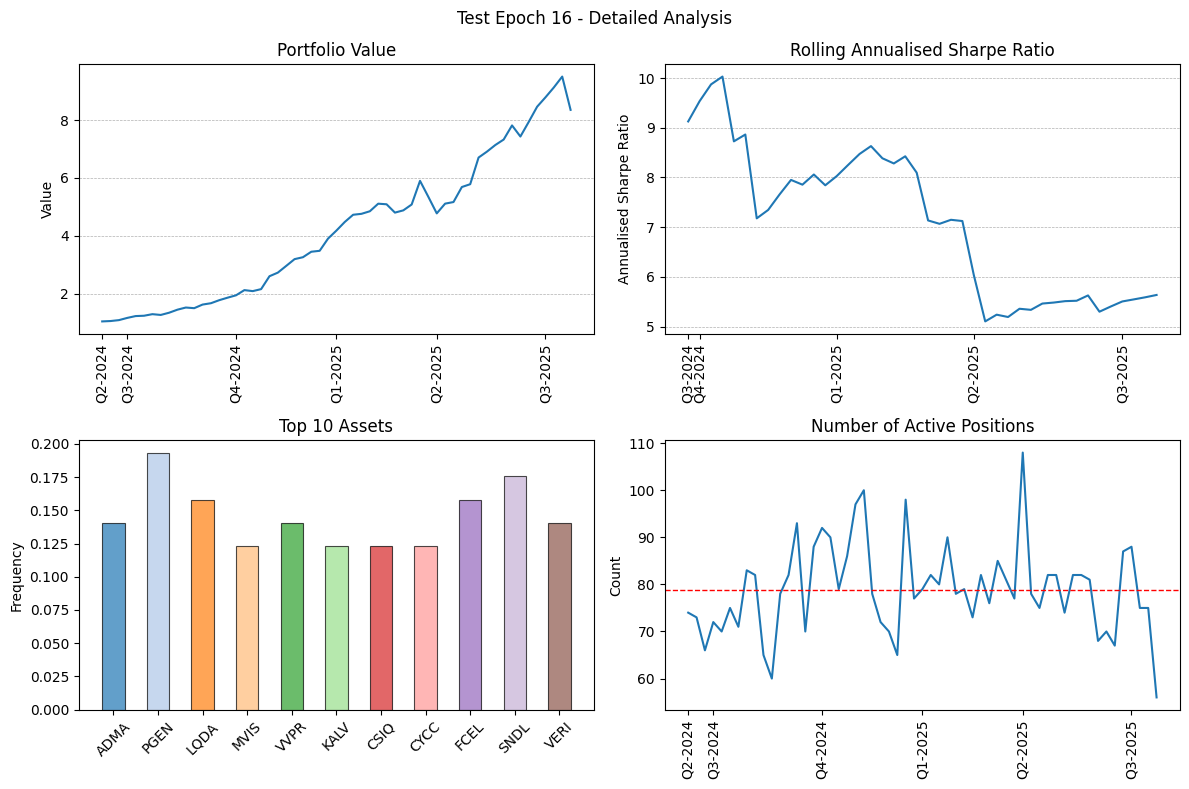 Test Epoch 16 - Detailed Analysis
Portfolio Value
Value
8
6
4
2
Q2-2024
Q3-2024
Q4-2024
Q1-2025
Q2-2025
Q3-2025
Rolling Annualised Sharpe Ratio
Annualised Sharpe Ratio
10
9
8
7
6
5
Q3-2024
Q4-2024
Q1-2025
Q2-2025
Q3-2025
Top 10 Assets
Frequency
0.200
0.175
0.150
0.125
0.100
0.075
0.050
0.025
0.000
ADMA
PGEN
LQDA
MVIS
VVPR
KALV
CSIQ
CYCC
FCEL
SNDL
VERI
Number of Active Positions
Count
110
100
90
80
70
60
Q2-2024
Q3-2024
Q4-2024
Q1-2025
Q2-2025
Q3-2025